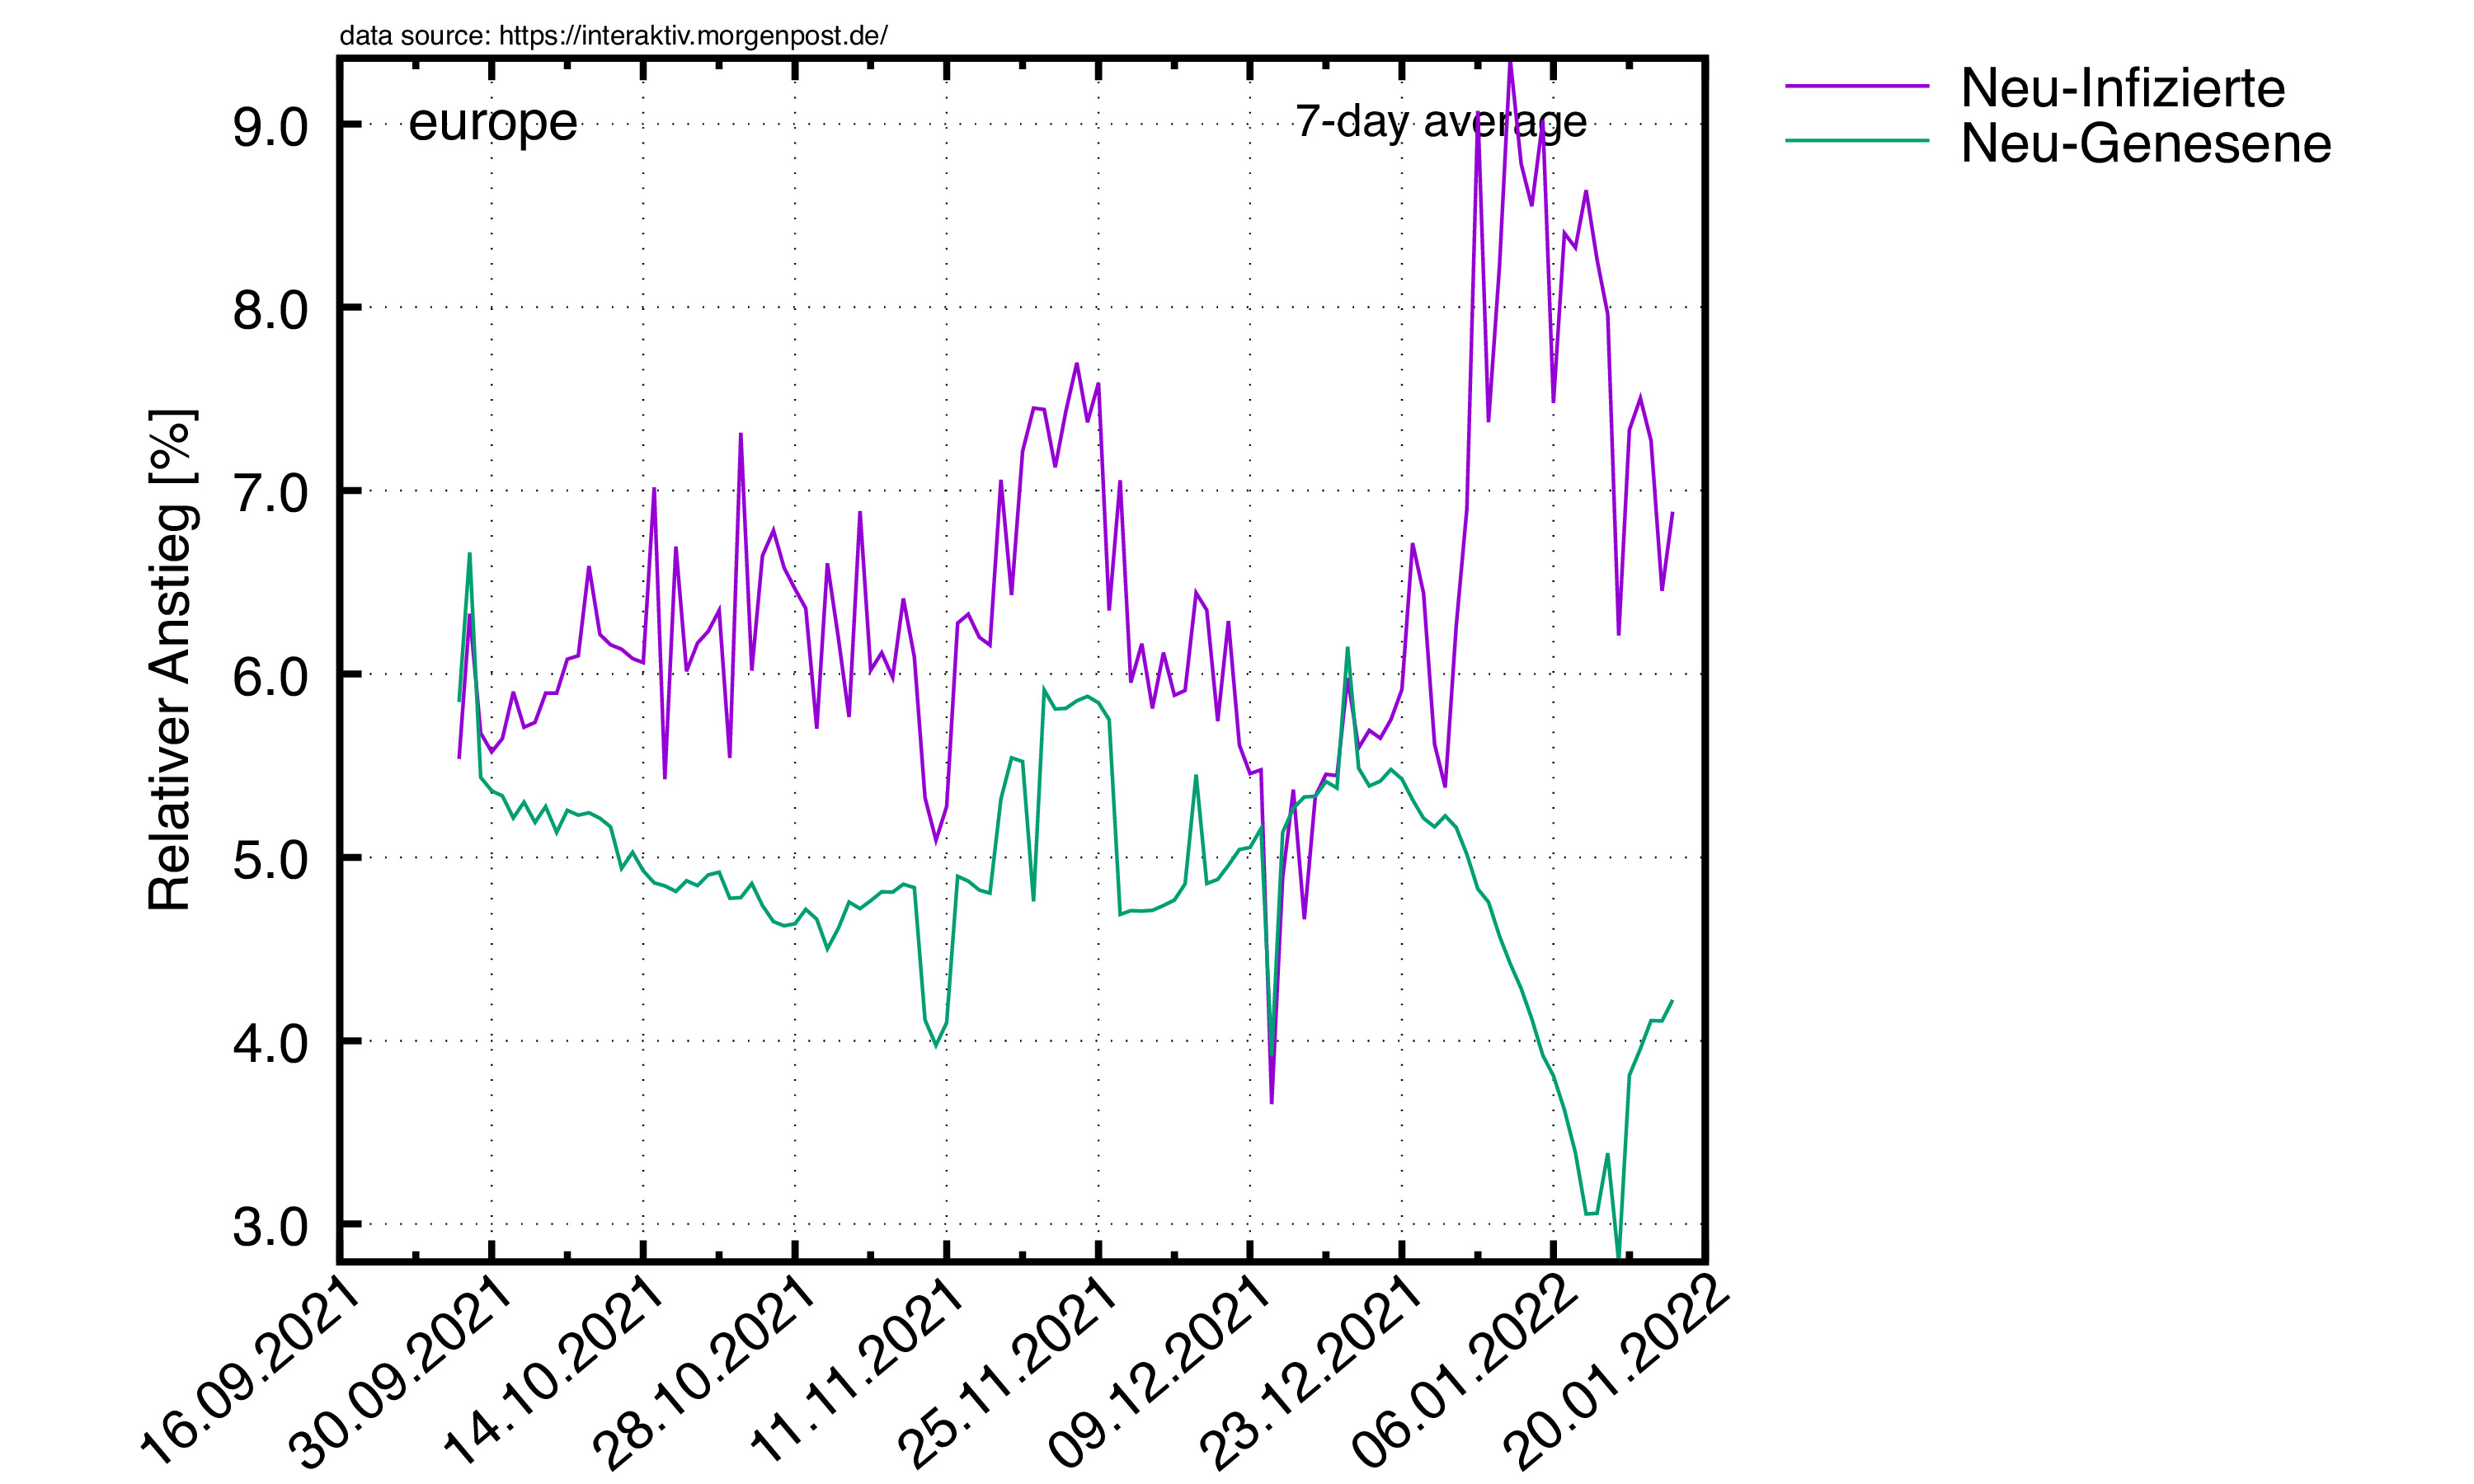 data source: https://interaktiv.morgenpost.de/
europe
7-day average
Neu-Infizierte
Neu-Genesene
Relativer Anstieg [%]
9.0
8.0
7.0
6.0
5.0
4.0
3.0
16.09.2021
30.09.2021
14.10.2021
28.10.2021
11.11.2021
25.11.2021
09.12.2021
23.12.2021
06.01.2022
20.01.2022